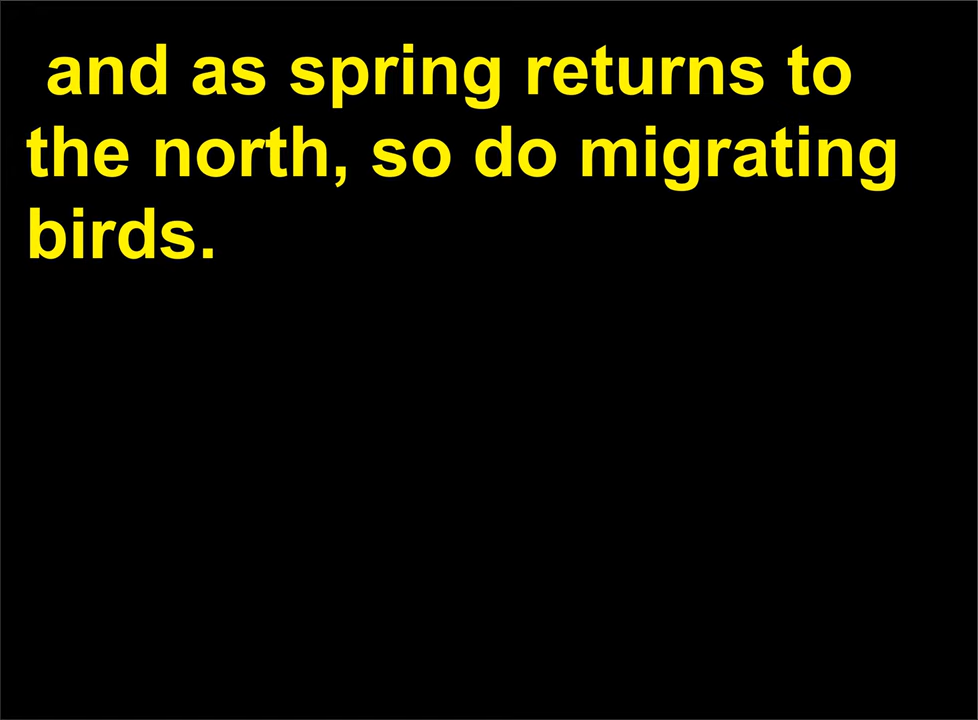 and as spring returns to
the north, so do migrating
birds.